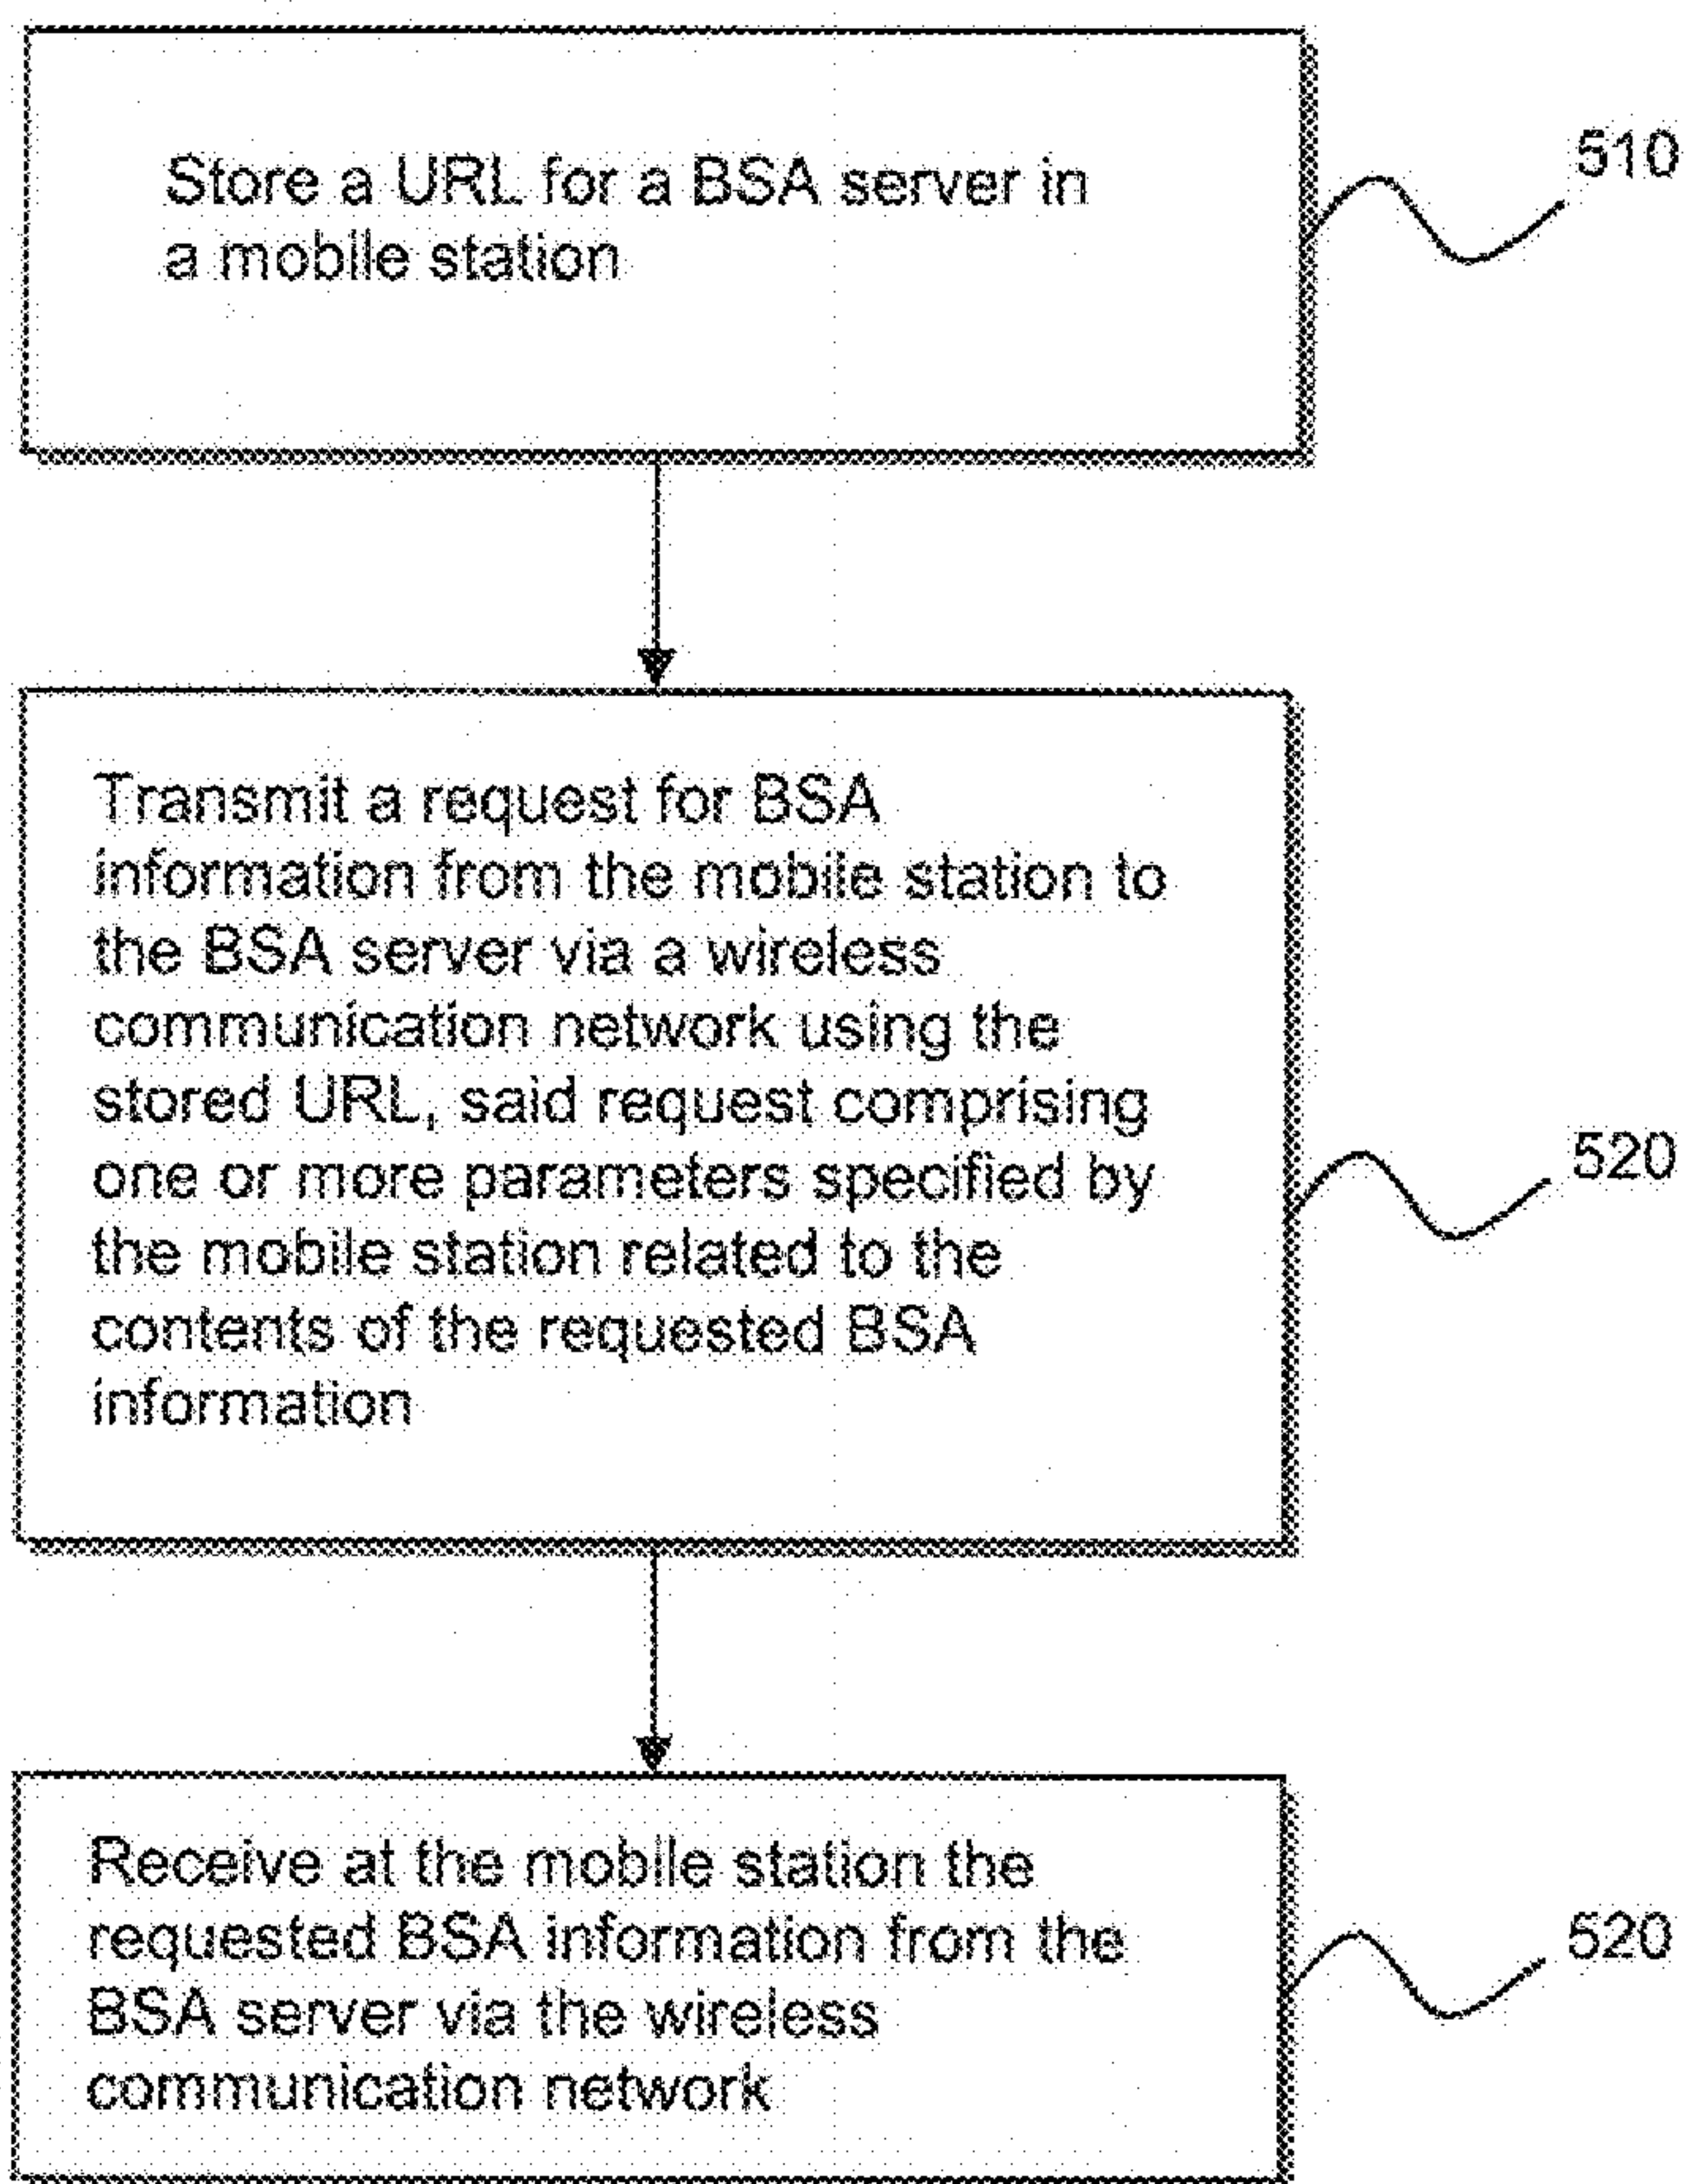 Store a URL for a BSA server in
a mobile station
510
Transmit a request for BSA
information from the mobile station to
the BSA server via a wireless
communication network using the
stored URL, said request comprising
one or more parameters specified by
the mobile station related to the
contents of the requested BSA
information
520
Receive at the mobile station the
requested BSA information from the
BSA server via the wireless
communication network
520